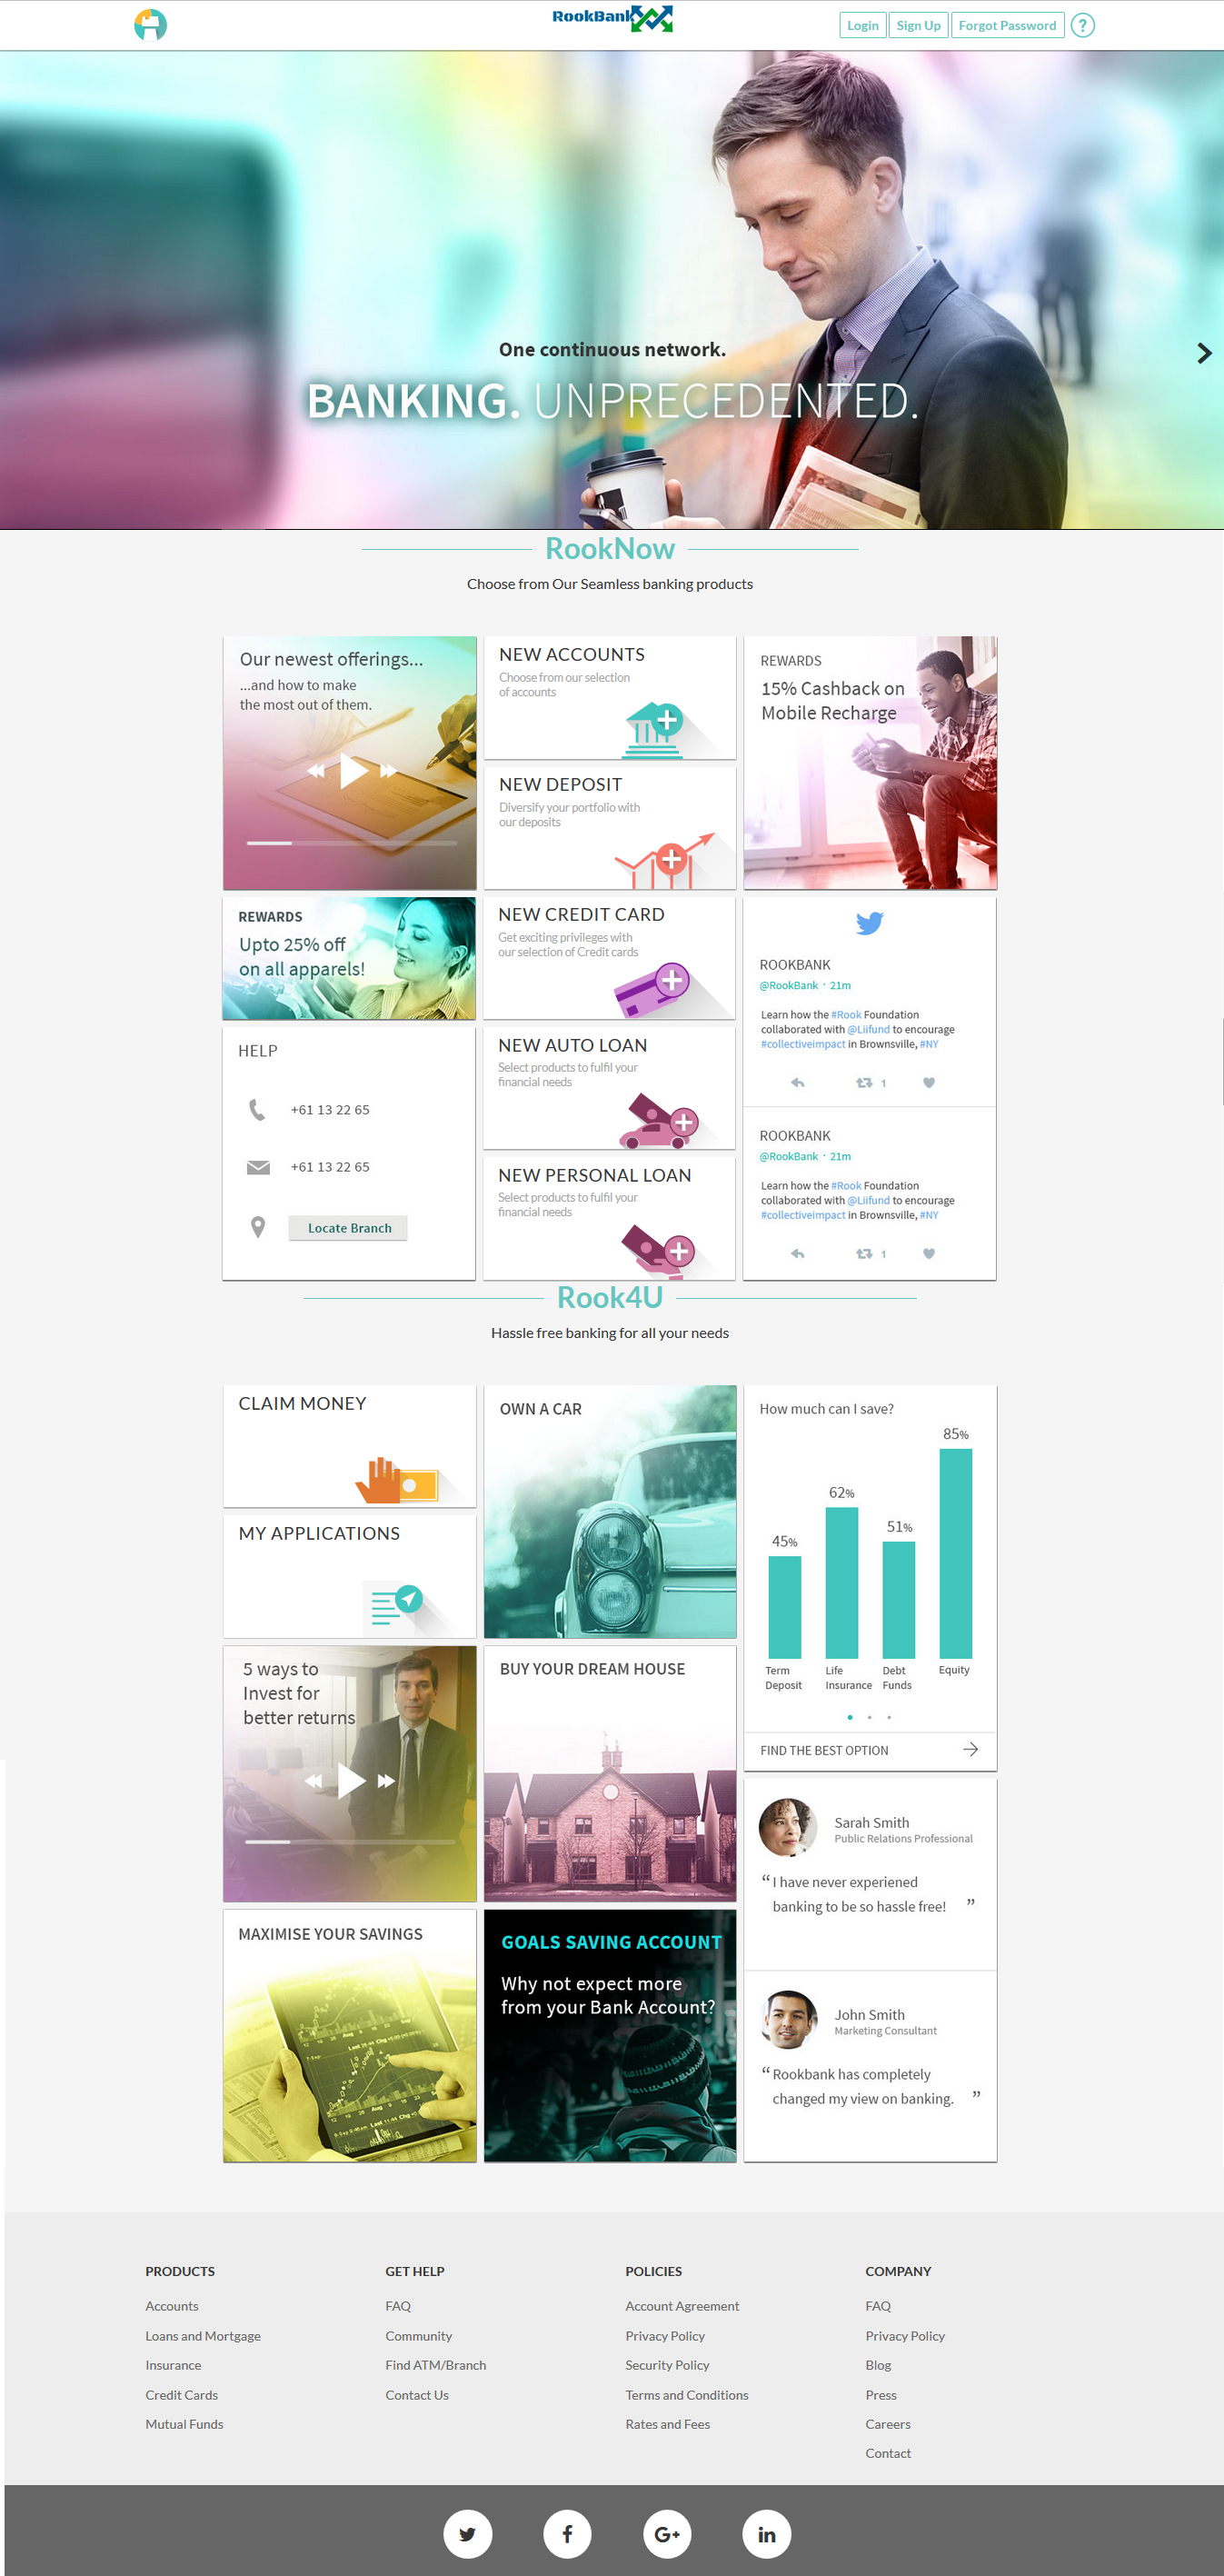 RookBank
Login
Sign Up
Forgot Password
?
One continuous network.
BANKING. UNPRECEDENTED.
RookNow
Choose from Our Seamless banking products
Our newest offerings...
...and how to make
the most out of them.
NEW ACCOUNTS
Choose from our selection
of accounts
NEW DEPOSIT
Diversify your portfolio with
our deposits
REWARDS
15% Cashback on
Mobile Recharge
REWARDS
Upto 25% off
on all apparels!
HELP
+61 13 22 65
+61 13 22 65
Locate Branch
NEW CREDIT CARD
Get exciting privileges with
our selection of Credit cards
NEW AUTO LOAN
Select products to fulfil your
financial needs
NEW PERSONAL LOAN
Select products to fulfil your
financial needs
ROOKBANK
@RookBank · 21m
Learn how the #Rook Foundation
collaborated with @Liifund to encourage
#collectiveimpact in Brownsville, #NY
1
ROOKBANK
@RookBank · 21m
Learn how the #Rook Foundation
collaborated with @Liifund to encourage
#collectiveimpact in Brownsville, #NY
1
Rook4U
Hassle free banking for all your needs
CLAIM MONEY
MY APPLICATIONS
OWN A CAR
How much can I save?
45%
62%
51%
85%
Term
Deposit
Life
Insurance
Debt
Funds
Equity
FIND THE BEST OPTION
5 ways to
Invest for
better returns
BUY YOUR DREAM HOUSE
Sarah Smith
Public Relations Professional
“ I have never experiened
banking to be so hassle free! ”
MAXIMISE YOUR SAVINGS
GOALS SAVING ACCOUNT
Why not expect more
from your Bank Account?
John Smith
Marketing Consultant
“ Rookbank has completely
changed my view on banking. ”
PRODUCTS
Accounts
Loans and Mortgage
Insurance
Credit Cards
Mutual Funds
GET HELP
FAQ
Community
Find ATM/Branch
Contact Us
POLICIES
Account Agreement
Privacy Policy
Security Policy
Terms and Conditions
Rates and Fees
COMPANY
FAQ
Privacy Policy
Blog
Press
Careers
Contact
f
G+
in